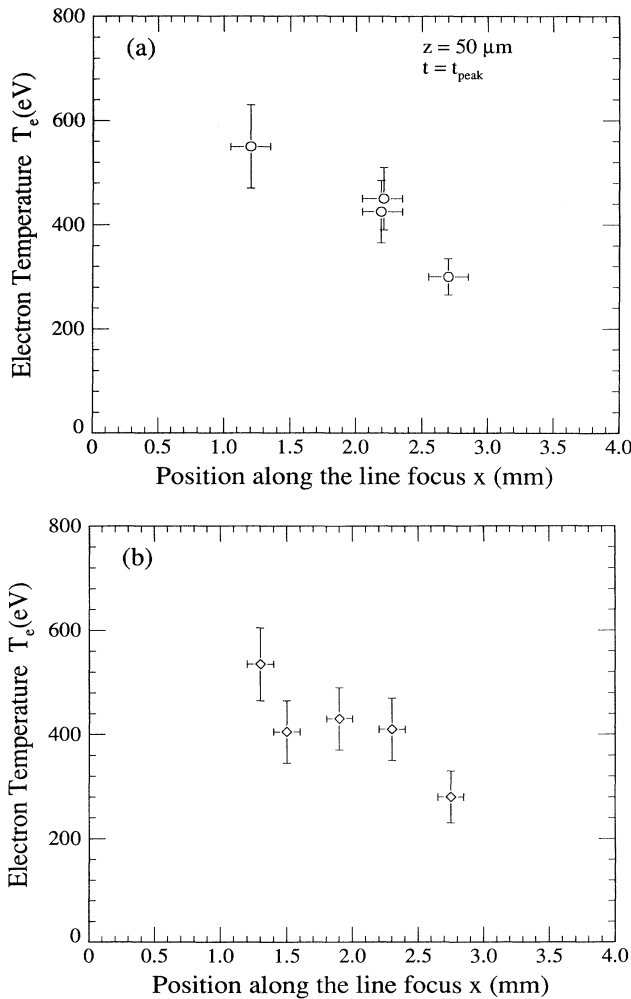 800
(a)
z = 50 μm
t = tpeak
600
400
200
0
Electron Temperature Te(eV)
0 0.5 1.0 1.5 2.0 2.5 3.0 3.5 4.0
Position along the line focus x (mm)
800
(b)
600
400
200
0
Electron Temperature Te(eV)
0 0.5 1.0 1.5 2.0 2.5 3.0 3.5 4.0
Position along the line focus x (mm)